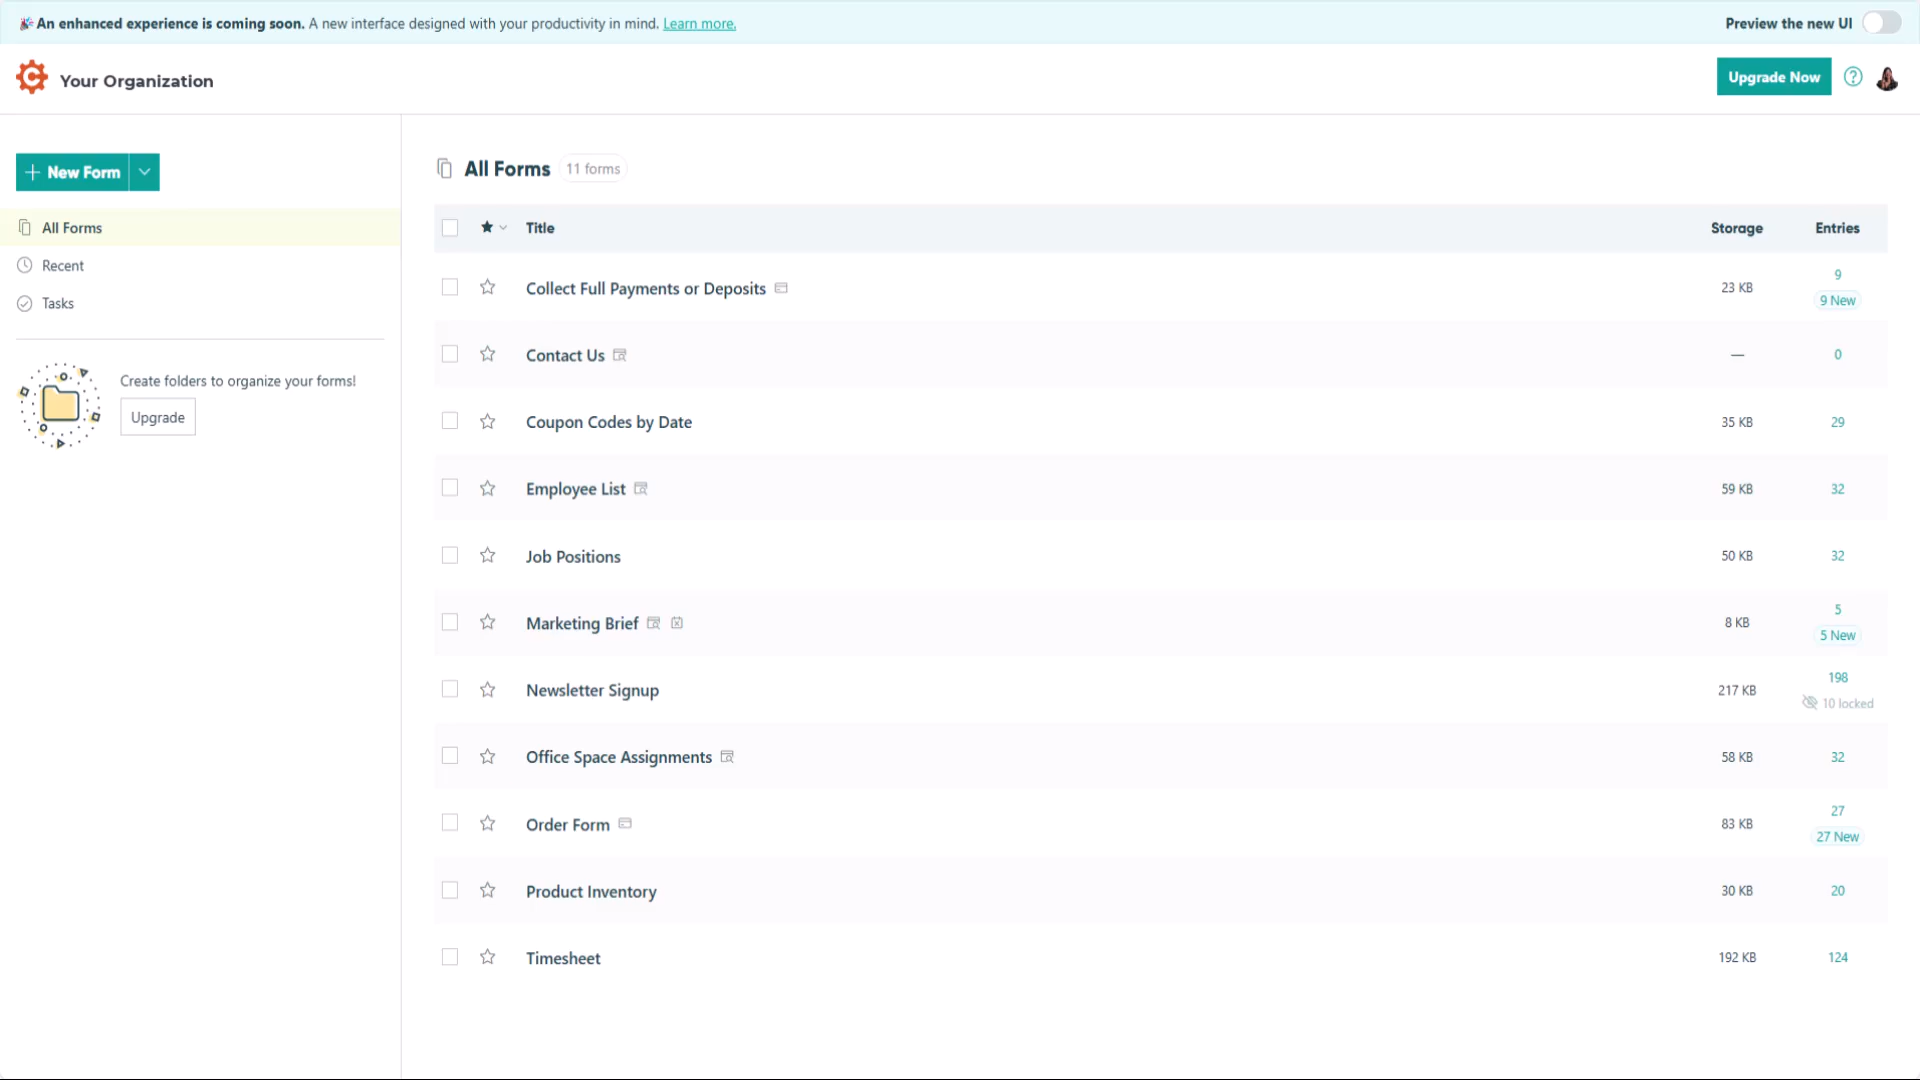 An enhanced experience is coming soon. A new interface designed with your productivity in mind. Learn more.
Preview the new UI
Your Organization
Upgrade Now
?
New Form
All Forms
Recent
Tasks
Create folders to organize your forms!
Upgrade
All Forms 11 forms
Title Storage Entries
Collect Full Payments or Deposits 23 KB 9
9 New
Contact Us — 0
Coupon Codes by Date 35 KB 29
Employee List 59 KB 32
Job Positions 50 KB 32
Marketing Brief 8 KB 5
5 New
Newsletter Signup 217 KB 198
10 locked
Office Space Assignments 58 KB 32
Order Form 83 KB 27
27 New
Product Inventory 30 KB 20
Timesheet 192 KB 124